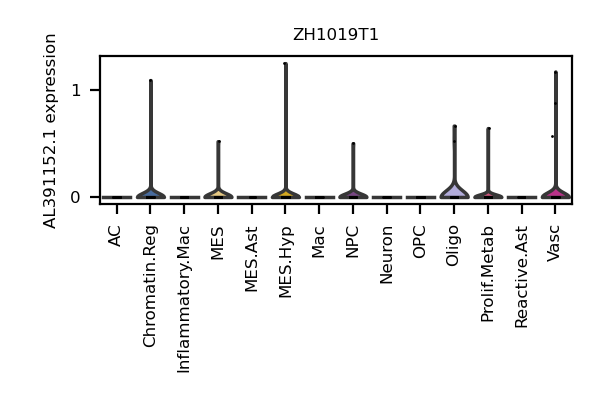 ZH1019T1
AL391152.1 expression
1
0
AC
Chromatin.Reg
Inflammatory.Mac
MES
MES.Ast
MES.Hyp
Mac
NPC
Neuron
OPC
Oligo
Prolif.Metab
Reactive.Ast
Vasc